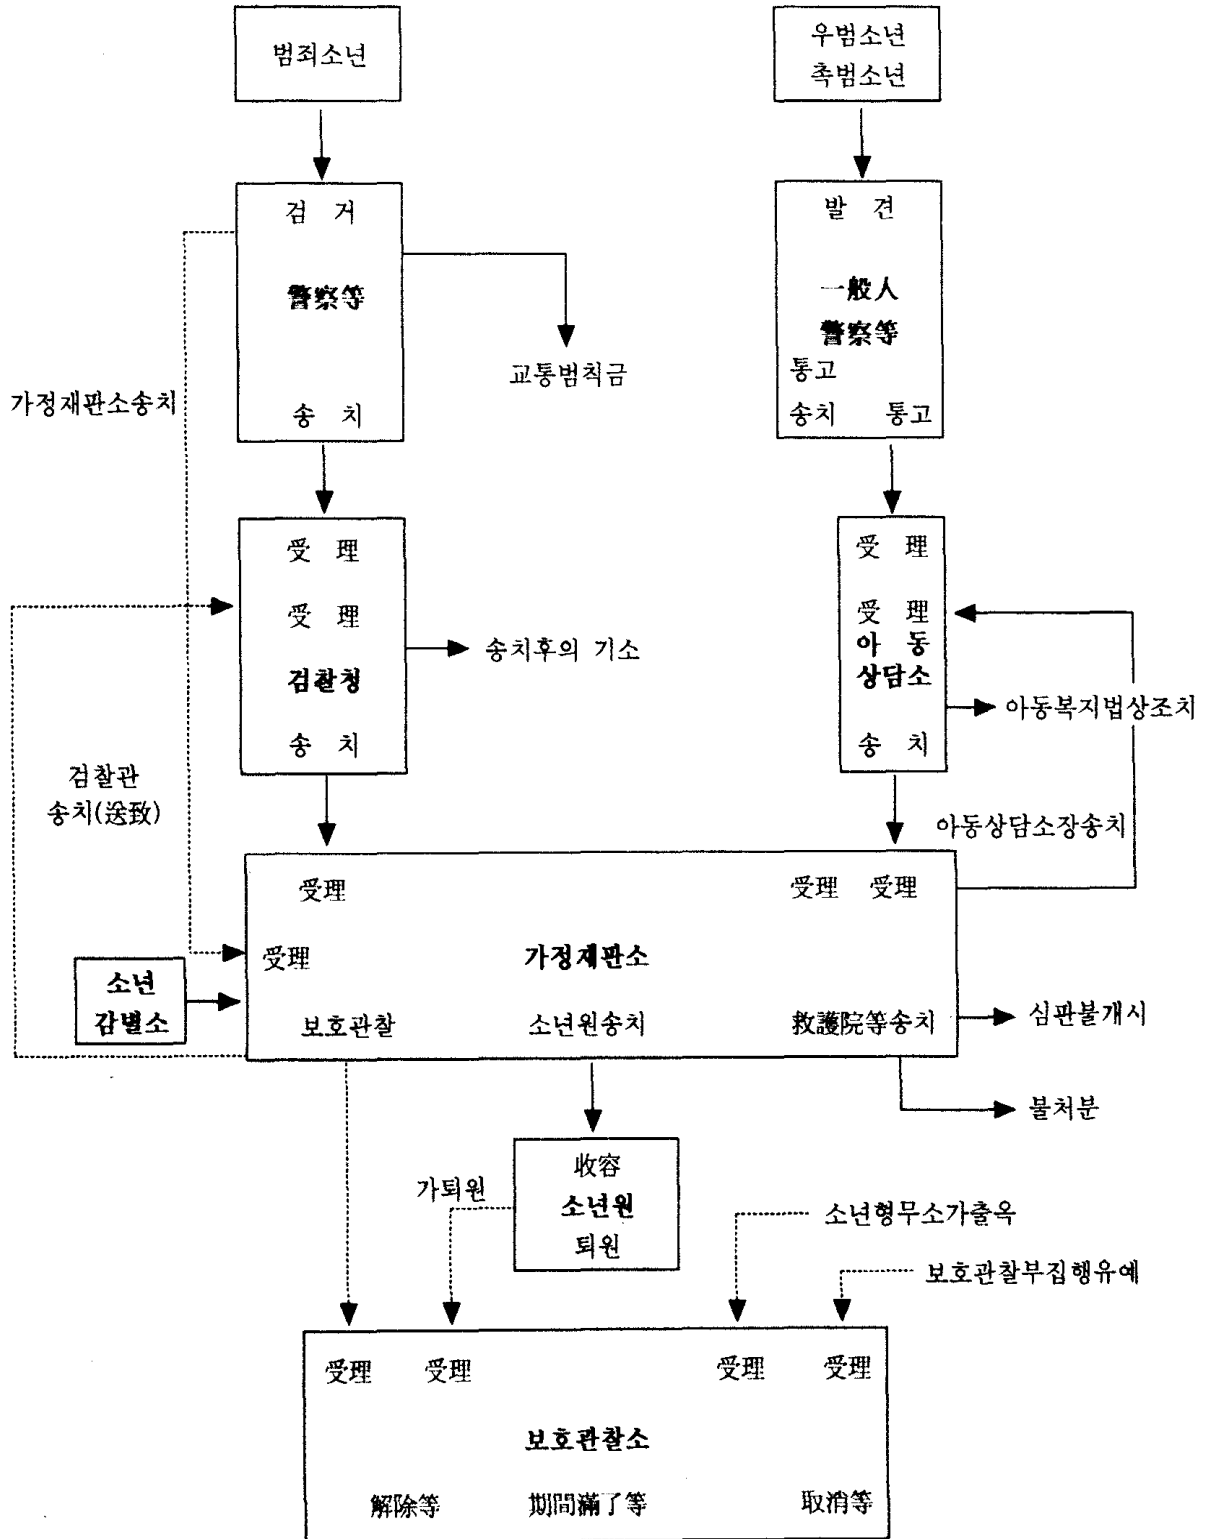 범죄소년
우범소년
촉범소년
검 거
警察等
송 치
발 견
一般人
警察等
통고
송치 통고
교통범칙금
가정재판소송치
受 理
受 理
검찰청
송 치
송치후의 기소
受 理
受 理
아 동
상담소
송 치
아동복지법상조치
검찰관
송치(送致)
아동상담소장송치
受理
受理 受理
受理
가정재판소
보호관찰 소년원송치 救護院等송치
소년
감별소
심판불개시
불처분
收容
소년원
퇴원
가퇴원
소년형무소가출옥
보호관찰부집행유예
受理 受理 受理 受理
보호관찰소
解除等 期間滿了等 取消等